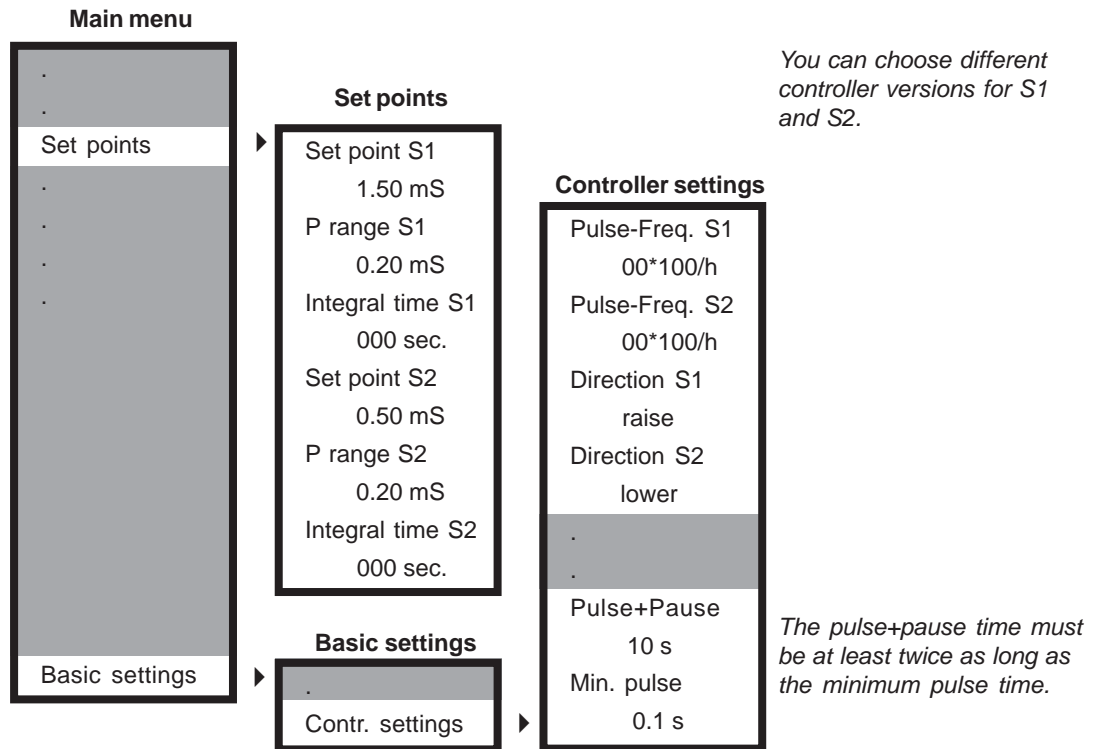 Main menu
.
.
Set points
.
.
.
.
Basic settings
Set points
Set point S1
1.50 mS
P range S1
0.20 mS
Integral time S1
000 sec.
Set point S2
0.50 mS
P range S2
0.20 mS
Integral time S2
000 sec.
Basic settings
.
Contr. settings
Controller settings
Pulse-Freq. S1
00*100/h
Pulse-Freq. S2
00*100/h
Direction S1
raise
Direction S2
lower
.
.
Pulse+Pause
10 s
Min. pulse
0.1 s
You can choose different
controller versions for S1
and S2.
The pulse+pause time must
be at least twice as long as
the minimum pulse time.